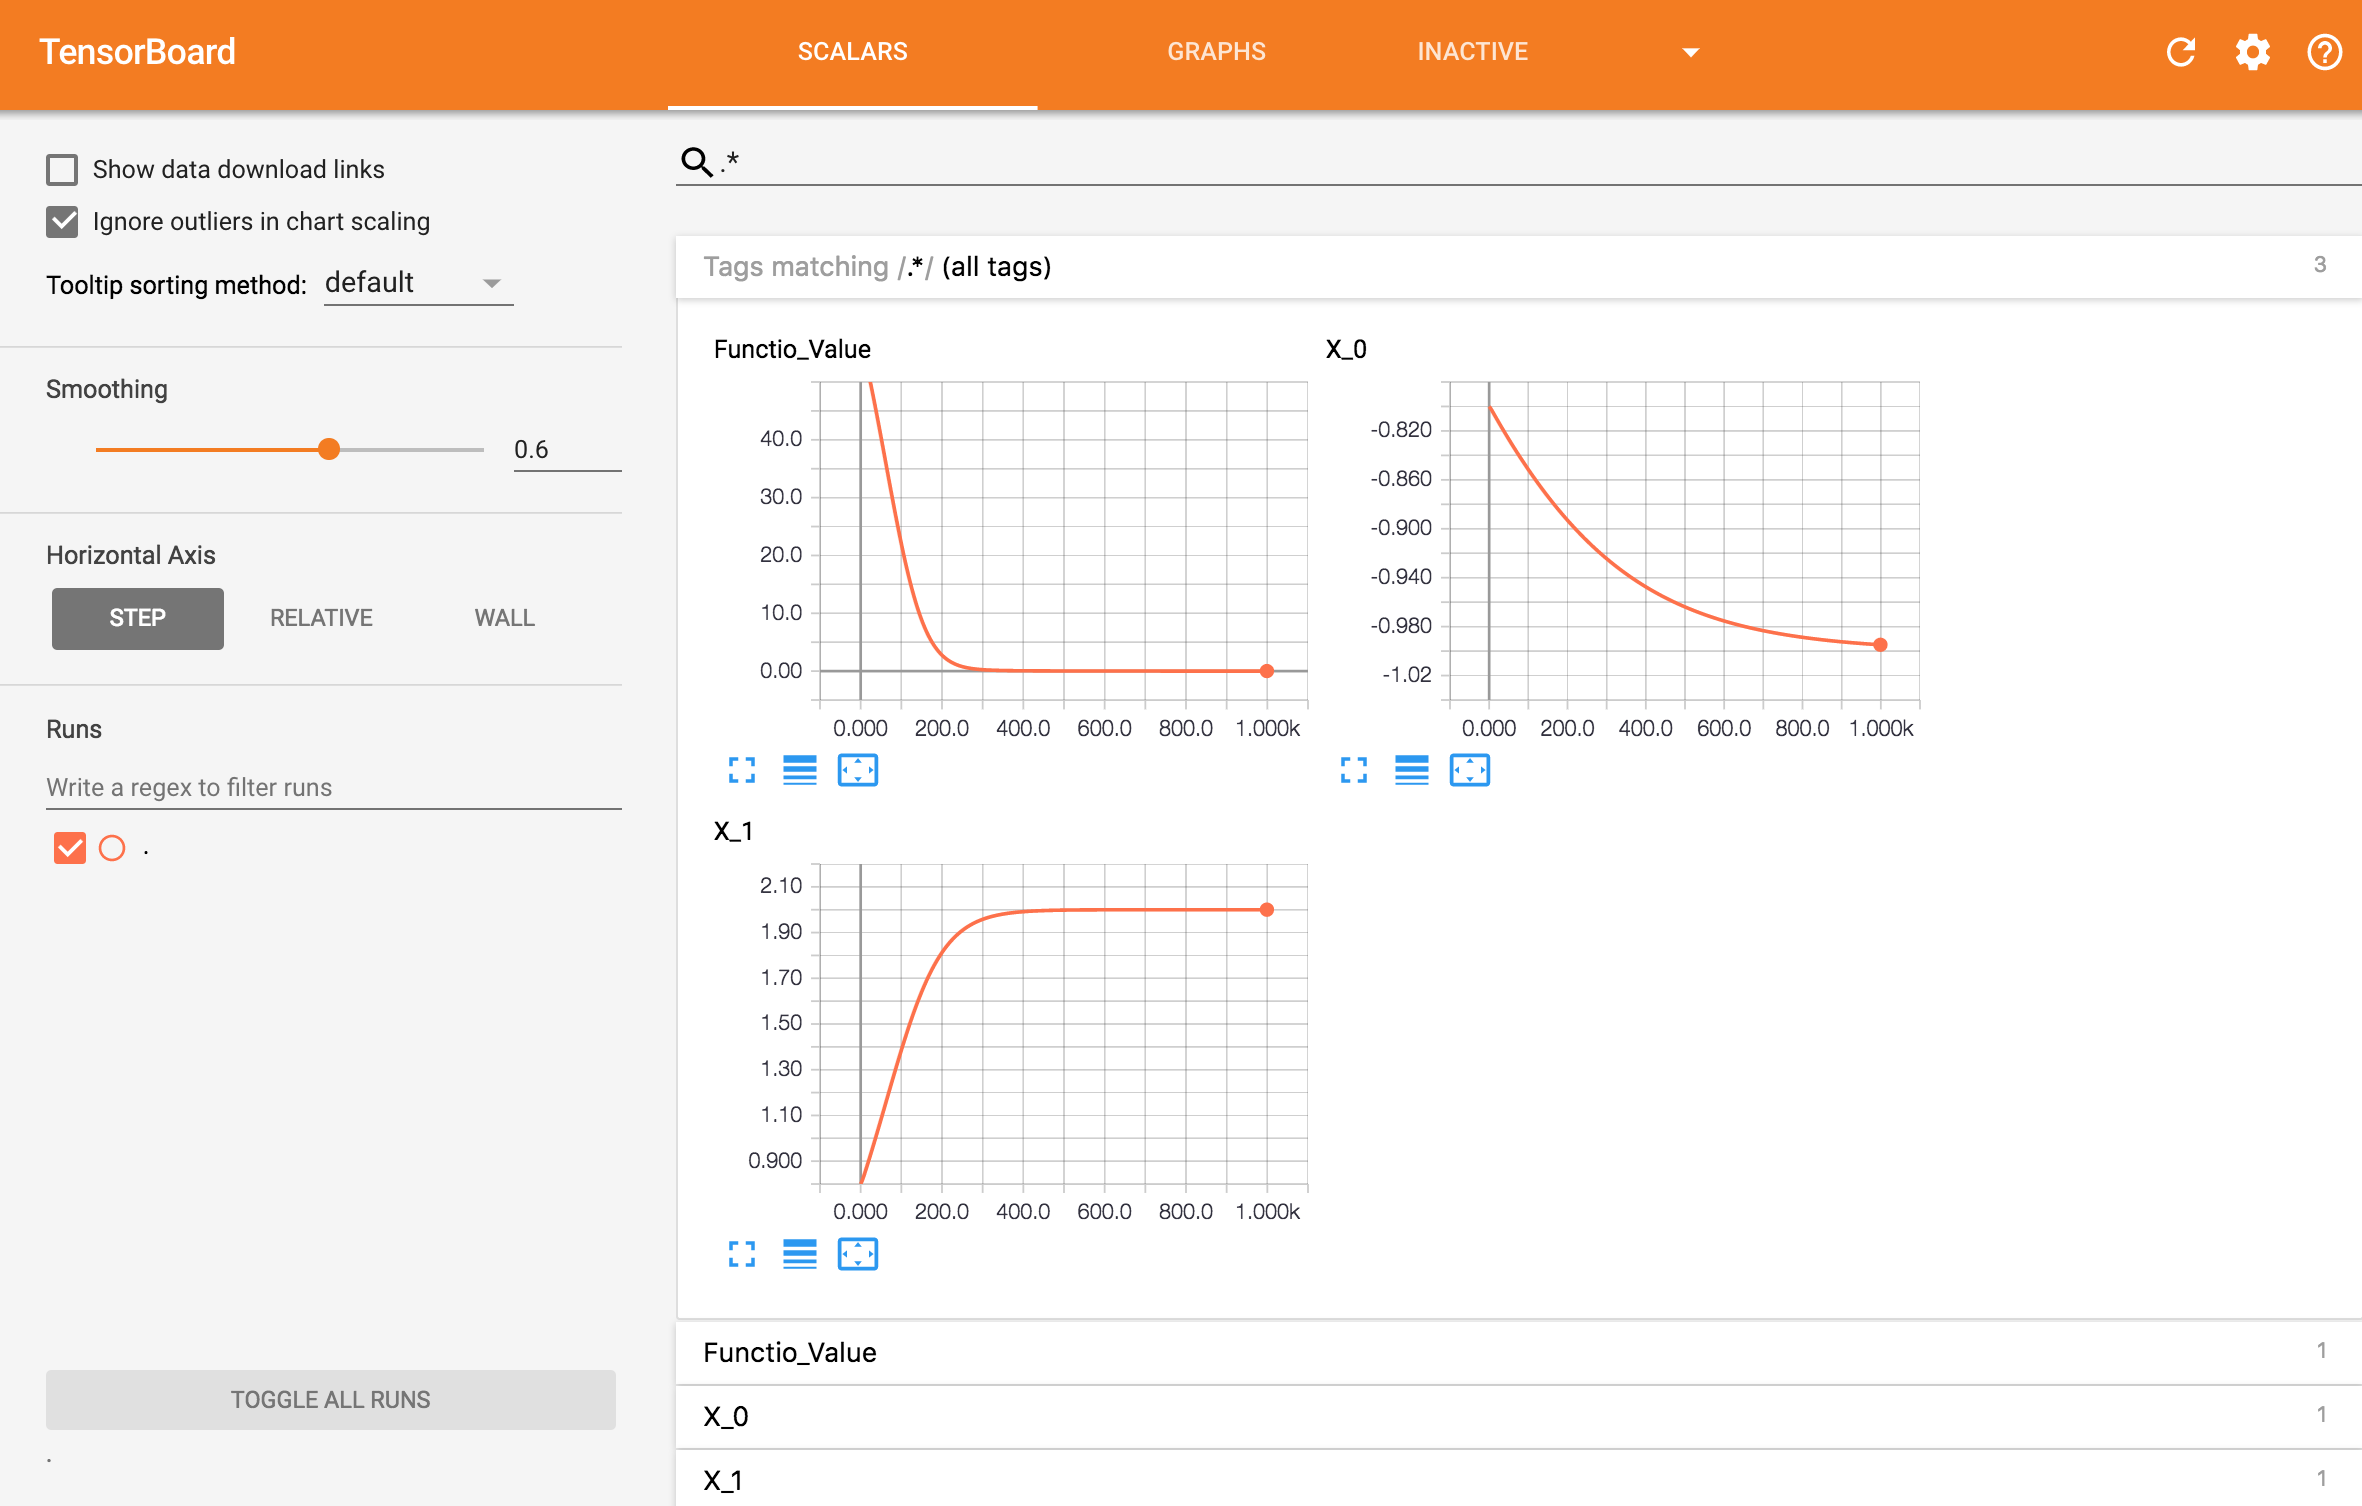 TensorBoard SCALARS GRAPHS INACTIVE
Show data download links
Ignore outliers in chart scaling
Tooltip sorting method: default
Smoothing
0.6
Horizontal Axis
STEP RELATIVE WALL
Runs
Write a regex to filter runs
.
TOGGLE ALL RUNS
.
.*
Tags matching /.*/ (all tags) 3
Functio_Value
40.0
30.0
20.0
10.0
0.00
0.000 200.0 400.0 600.0 800.0 1.000k
X_0
-0.820
-0.860
-0.900
-0.940
-0.980
-1.02
0.000 200.0 400.0 600.0 800.0 1.000k
X_1
2.10
1.90
1.70
1.50
1.30
1.10
0.900
0.000 200.0 400.0 600.0 800.0 1.000k
Functio_Value 1
X_0 1
X_1 1